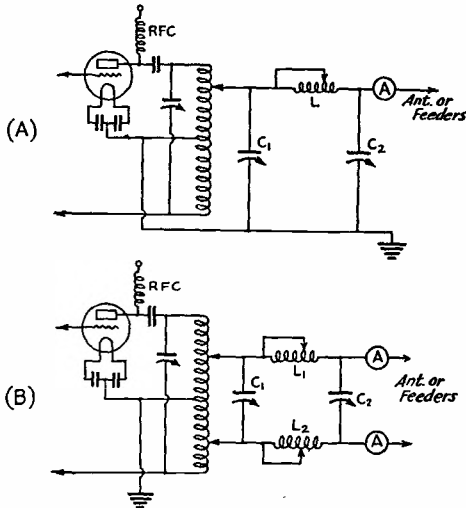 RFC
(A)
L
A
Ant. or
Feeders
C1
C2
RFC
(B)
L1
A
C1
C2
Ant. or
Feeders
L2
A